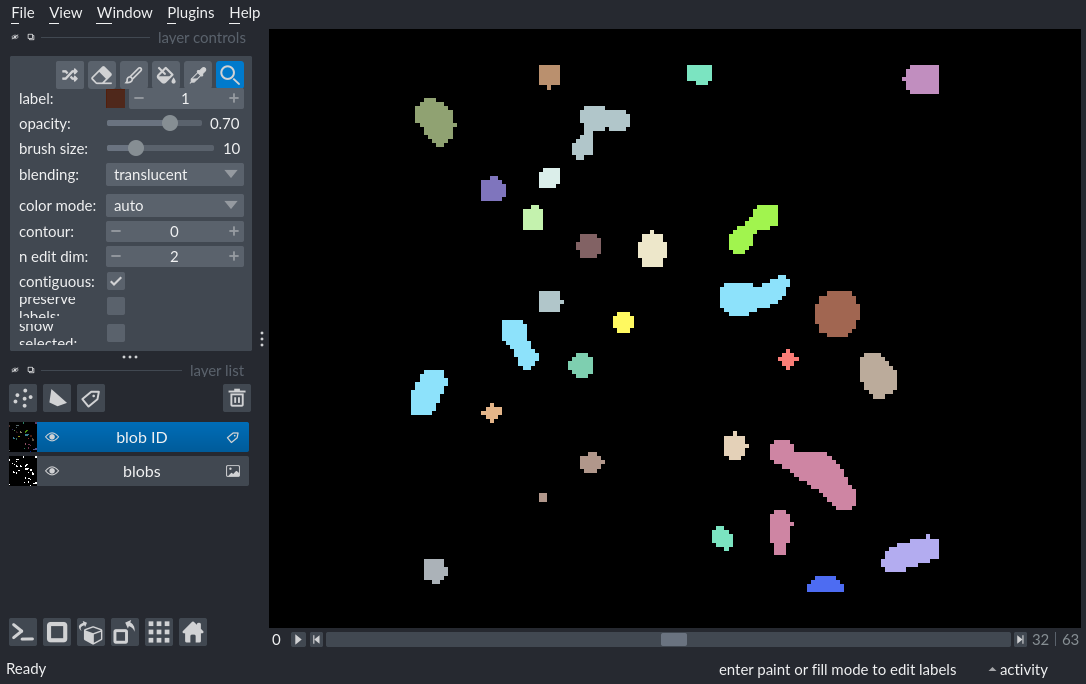 File View Window Plugins Help
layer controls
label: 1
opacity: 0.70
brush size: 10
blending: translucent
color mode: auto
contour: 0
n edit dim: 2
contiguous:
preserve
labels:
show
selected:
layer list
blob ID
blobs
0 32 | 63
Ready enter paint or fill mode to edit labels activity